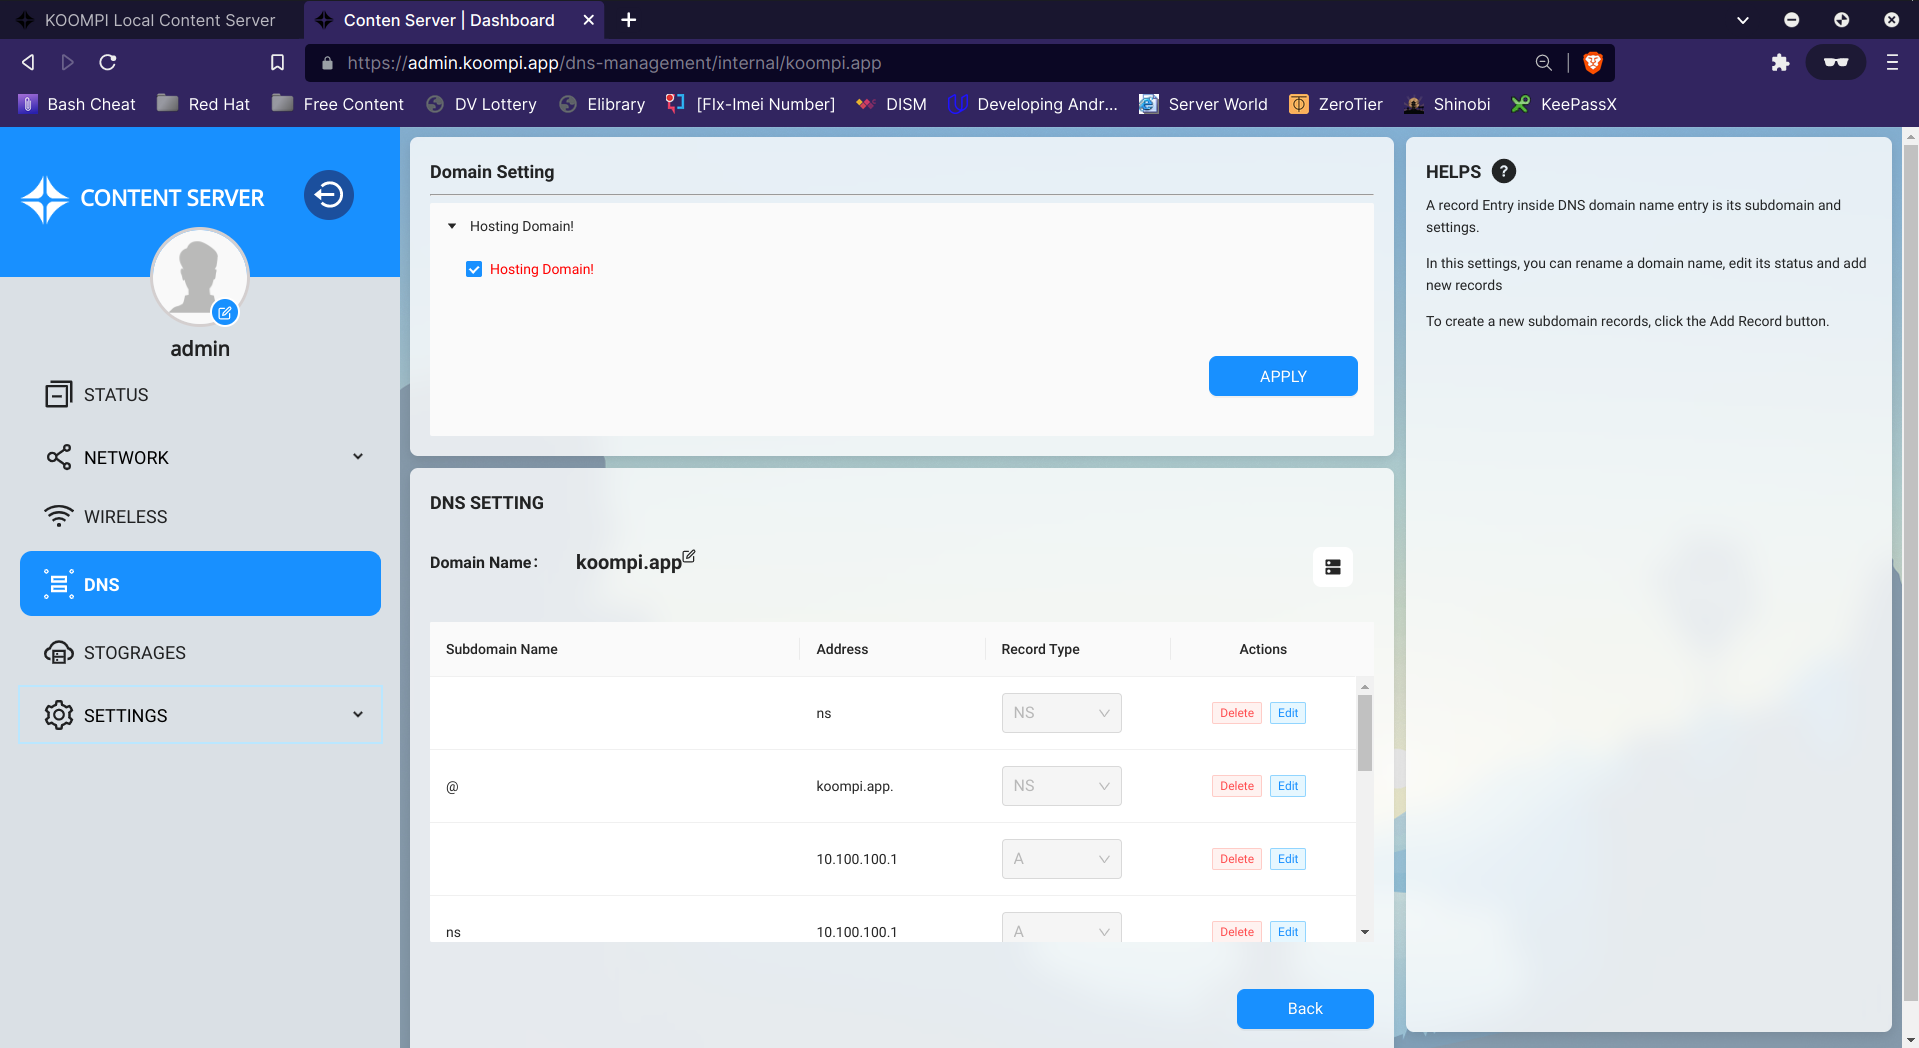 KOOMPI Local Content Server
Conten Server | Dashboard
https://admin.koompi.app/dns-management/internal/koompi.app
Bash Cheat
Red Hat
Free Content
DV Lottery
Elibrary
[FIx-Imei Number]
DISM
Developing Andr...
Server World
ZeroTier
Shinobi
KeePassX
CONTENT SERVER
admin
STATUS
NETWORK
WIRELESS
DNS
STOGRAGES
SETTINGS
Domain Setting
Hosting Domain!
Hosting Domain!
APPLY
DNS SETTING
Domain Name:
koompi.app
Subdomain Name Address Record Type Actions
ns NS Delete Edit
@ koompi.app. NS Delete Edit
10.100.100.1 A Delete Edit
ns 10.100.100.1 A Delete Edit
Back
HELPS ?
A record Entry inside DNS domain name entry is its subdomain and
settings.
In this settings, you can rename a domain name, edit its status and add
new records
To create a new subdomain records, click the Add Record button.